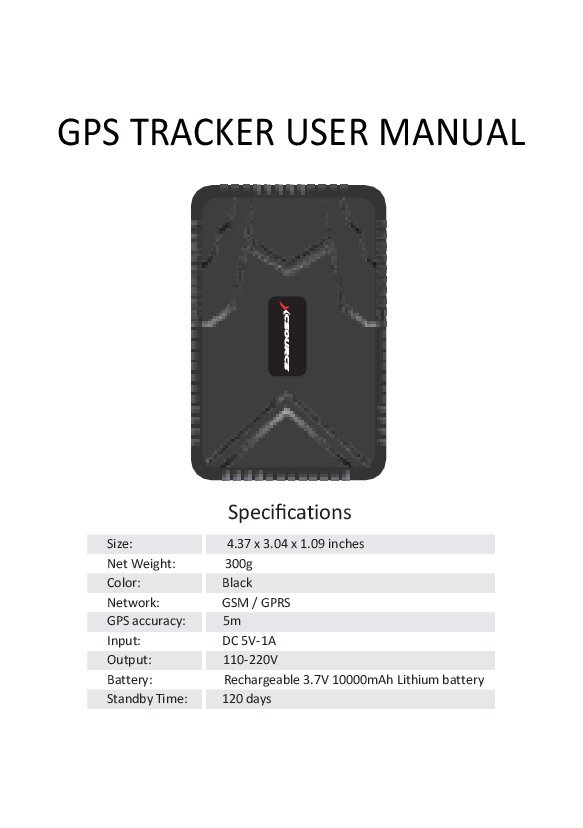 GPS TRACKER USER MANUAL
XCSOURCE
Specifications
Size: 4.37 x 3.04 x 1.09 inches
Net Weight: 300g
Color: Black
Network: GSM / GPRS
GPS accuracy: 5m
Input: DC 5V-1A
Output: 110-220V
Battery: Rechargeable 3.7V 10000mAh Lithium battery
Standby Time: 120 days